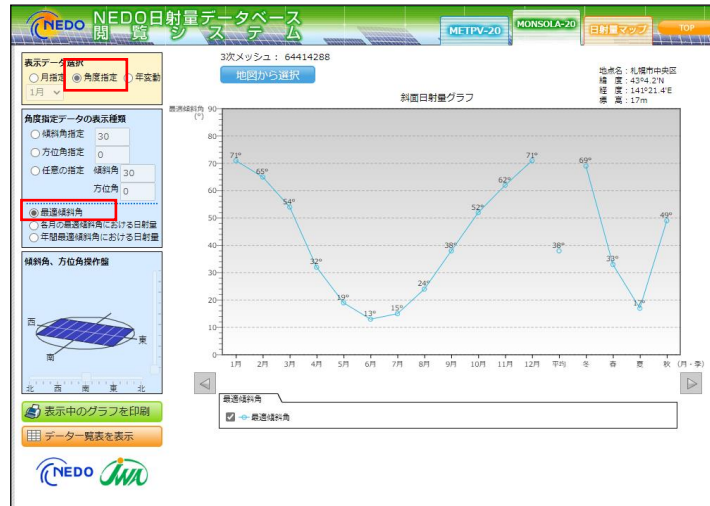 NEDO
NEDO日射量データベース
閲覧システム
METPV-20
MONSOLA-20
日射量マップ
TOP
表示データ選択
月指定 角度指定 年変動
1月
角度指定データの表示種類
傾斜角指定 30
方位角指定 0
任意の指定 傾斜角 30
方位角 0
最適傾斜角
各月の最適傾斜角における日射量
年間最適傾斜角における日射量
傾斜角、方位角操作盤
西
東
南
北 西 南 東 北
表示中のグラフを印刷
データ一覧表を表示
NEDO JWA
3次メッシュ： 64414288
地図から選択
地点名：札幌市中央区
緯 度：43º4.2'N
経 度：141º21.4'E
標 高：17m
斜面日射量グラフ
最適傾斜角
(°)
90
80
70
60
50
40
30
20
10
0
71° 65° 54° 32° 19° 13° 15° 24° 38° 52° 62° 71° 38° 69° 33° 17° 49°
1月 2月 3月 4月 5月 6月 7月 8月 9月 10月 11月 12月 平均 冬 春 夏 秋 (月・季)
最適傾斜角
最適傾斜角